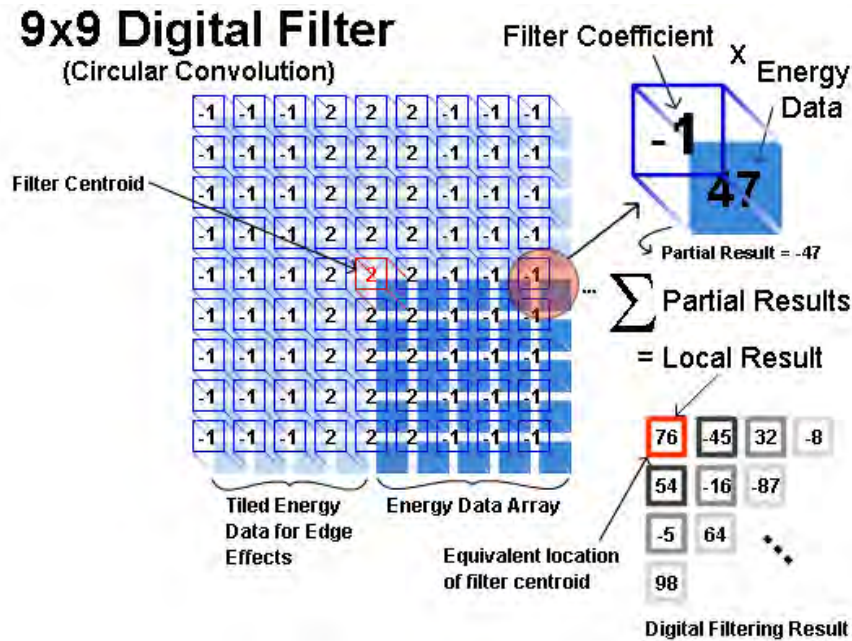 9x9 Digital Filter
(Circular Convolution)
Filter Coefficient
x
Energy
Data
-1
47
Partial Result = -47
Filter Centroid
-1 -1 -1 2 2 2 -1 -1 -1
-1 -1 -1 2 2 2 -1 -1 -1
-1 -1 -1 2 2 2 -1 -1 -1
-1 -1 -1 2 2 2 -1 -1 -1
-1 -1 -1 2 2 2 -1 -1 -1
-1 -1 -1 2 2 2 -1 -1 -1
-1 -1 -1 2 2 2 -1 -1 -1
-1 -1 -1 2 2 2 -1 -1 -1
-1 -1 -1 2 2 2 -1 -1 -1
...
∑ Partial Results
= Local Result
76 -45 32 -8
54 -16 -87
-5 64
98
Tiled Energy
Data for Edge
Effects
Energy Data Array
Equivalent location
of filter centroid
Digital Filtering Result